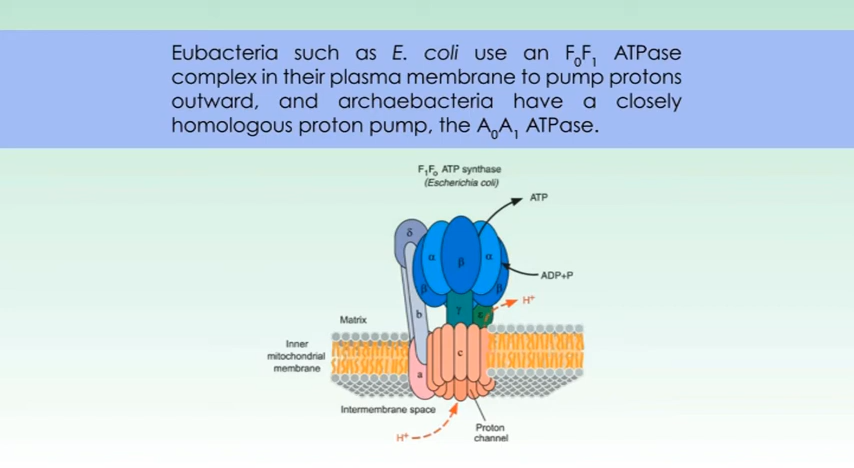 Eubacteria such as E. coli use an F₀F₁ ATPase
complex in their plasma membrane to pump protons
outward, and archaebacteria have a closely
homologous proton pump, the A₀A₁ ATPase.
F₁F₀ ATP synthase
(Escherichia coli)
ATP
δ
α
β
α
ADP+P
β
β
H⁺
b
γ
ε
Matrix
Inner
mitochondrial
membrane
c
a
Intermembrane space
H⁺
Proton
channel